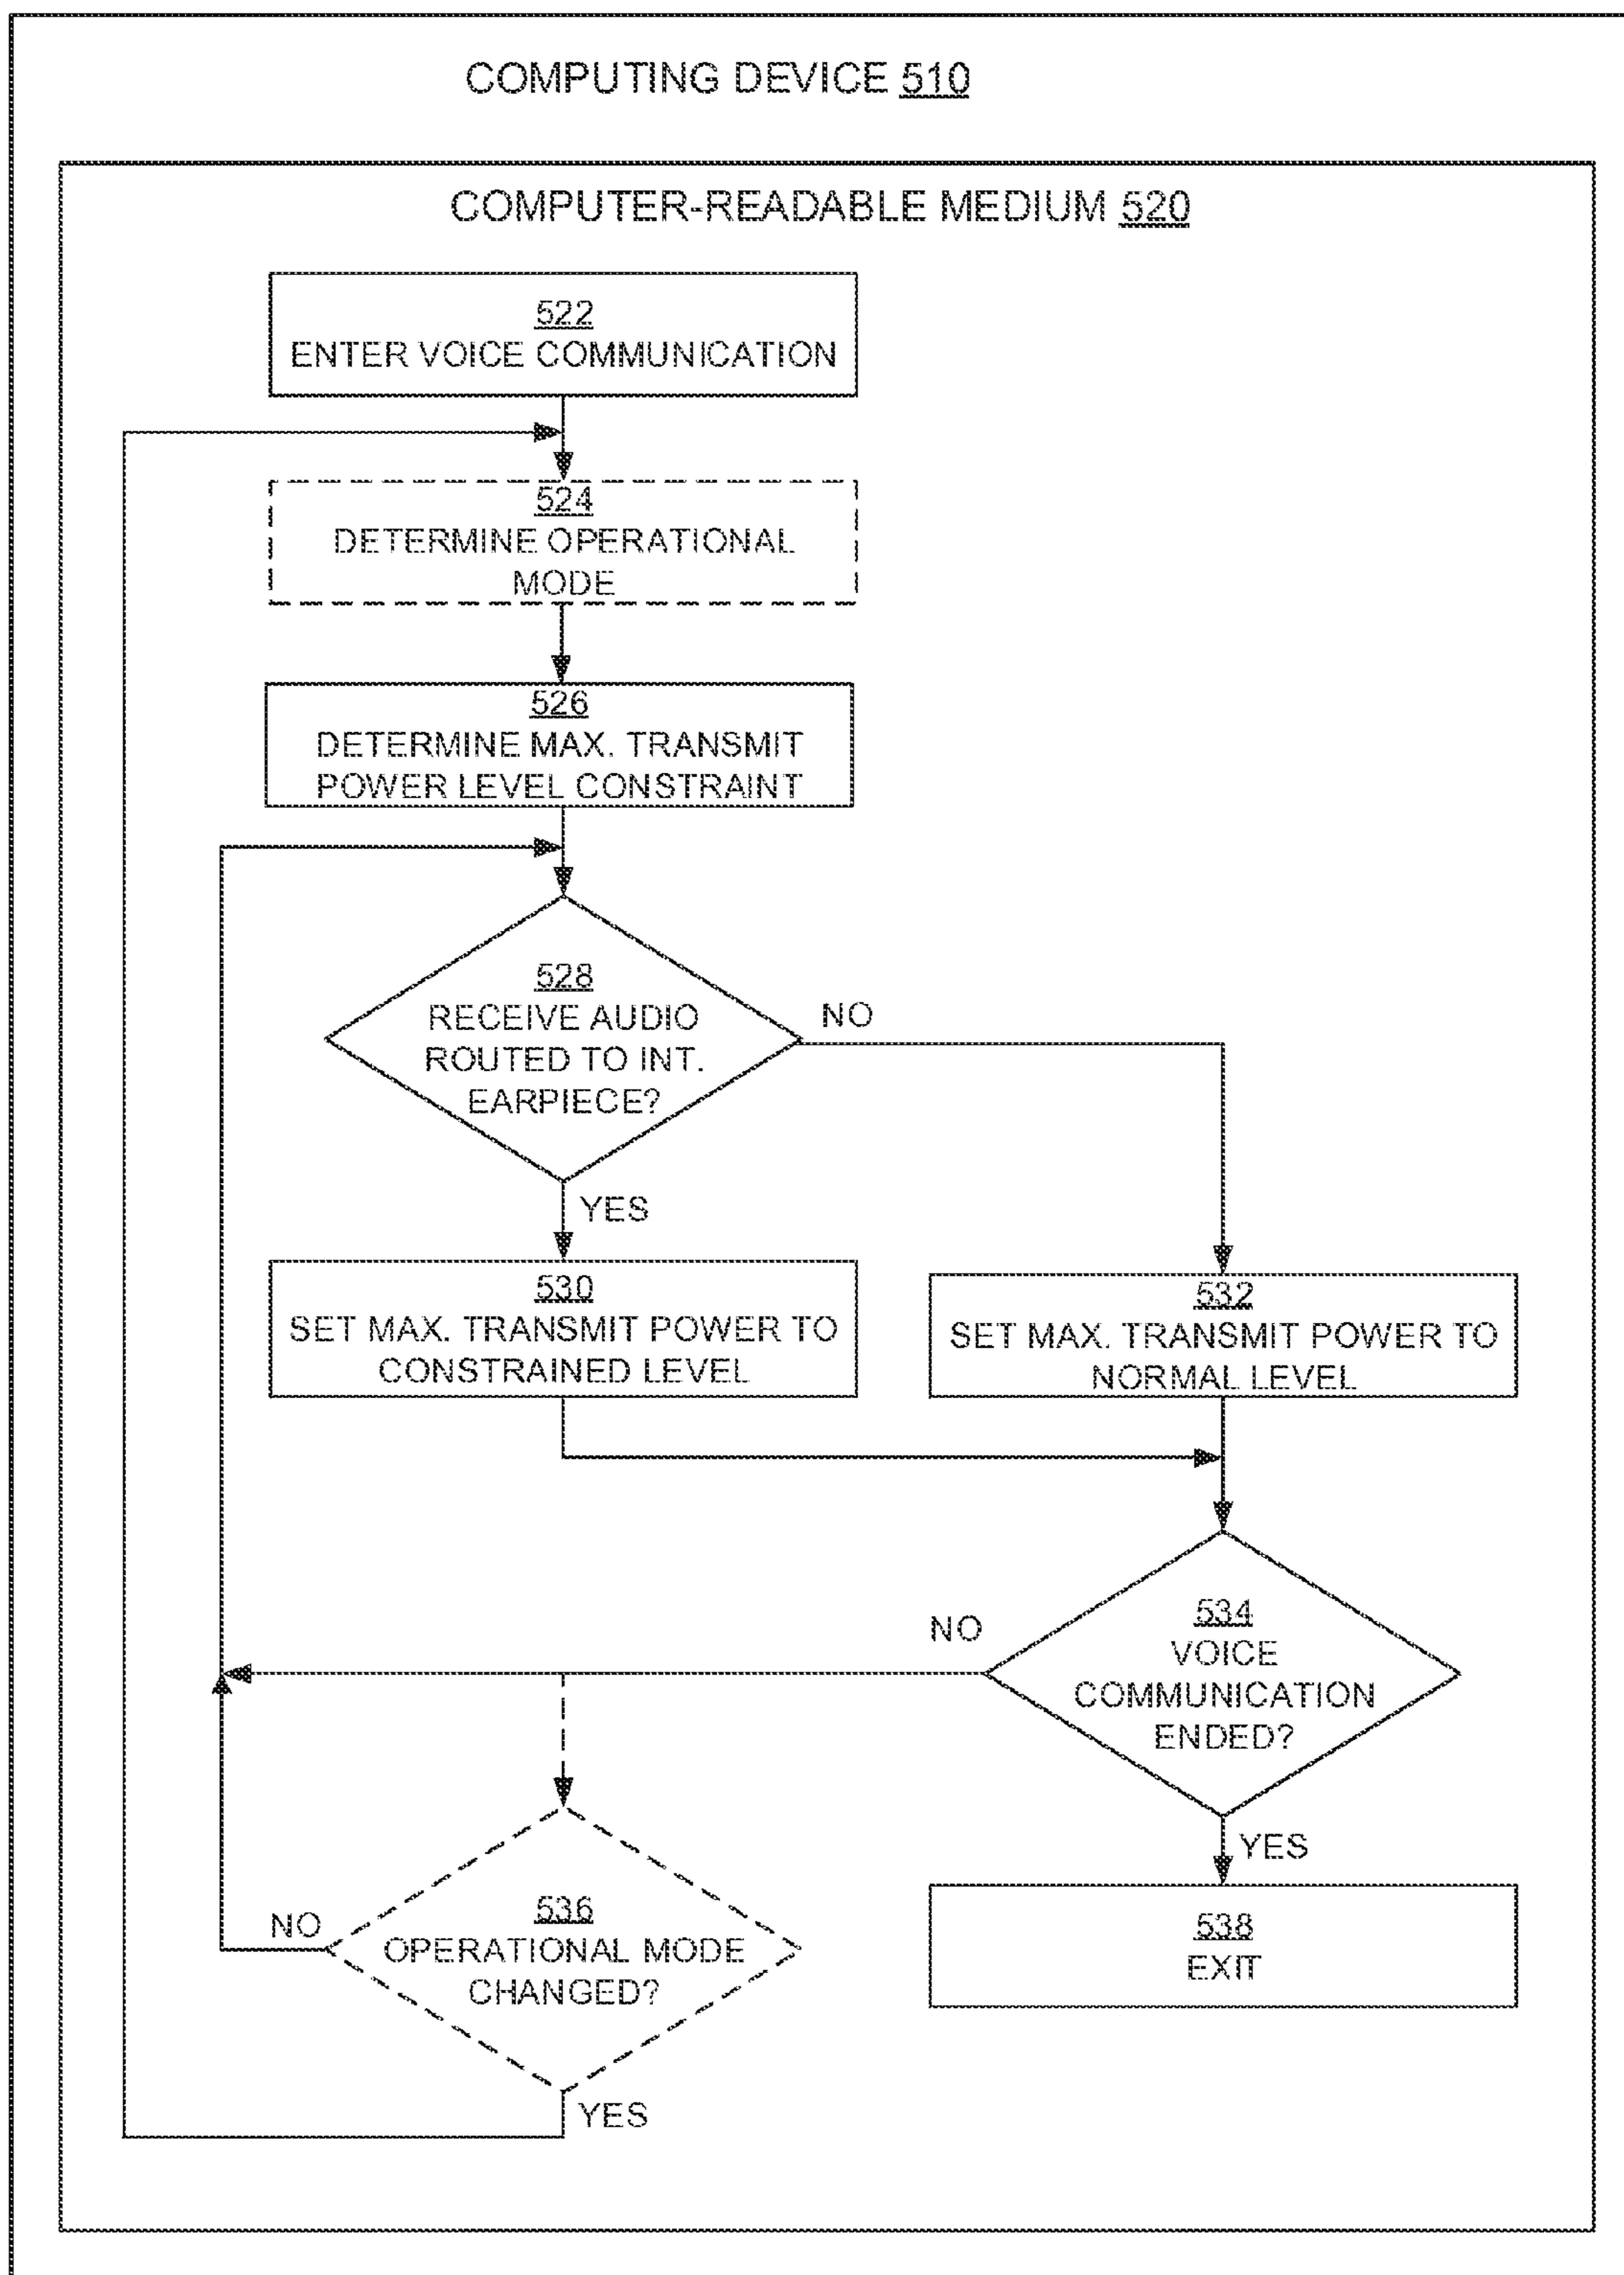 COMPUTING DEVICE 510
COMPUTER-READABLE MEDIUM 520
522
ENTER VOICE COMMUNICATION
524
DETERMINE OPERATIONAL
MODE
526
DETERMINE MAX. TRANSMIT
POWER LEVEL CONSTRAINT
528
RECEIVE AUDIO
ROUTED TO INT.
EARPIECE?
NO
YES
530
SET MAX. TRANSMIT POWER TO
CONSTRAINED LEVEL
532
SET MAX. TRANSMIT POWER TO
NORMAL LEVEL
534
VOICE
COMMUNICATION
ENDED?
NO
YES
536
OPERATIONAL MODE
CHANGED?
NO
YES
538
EXIT